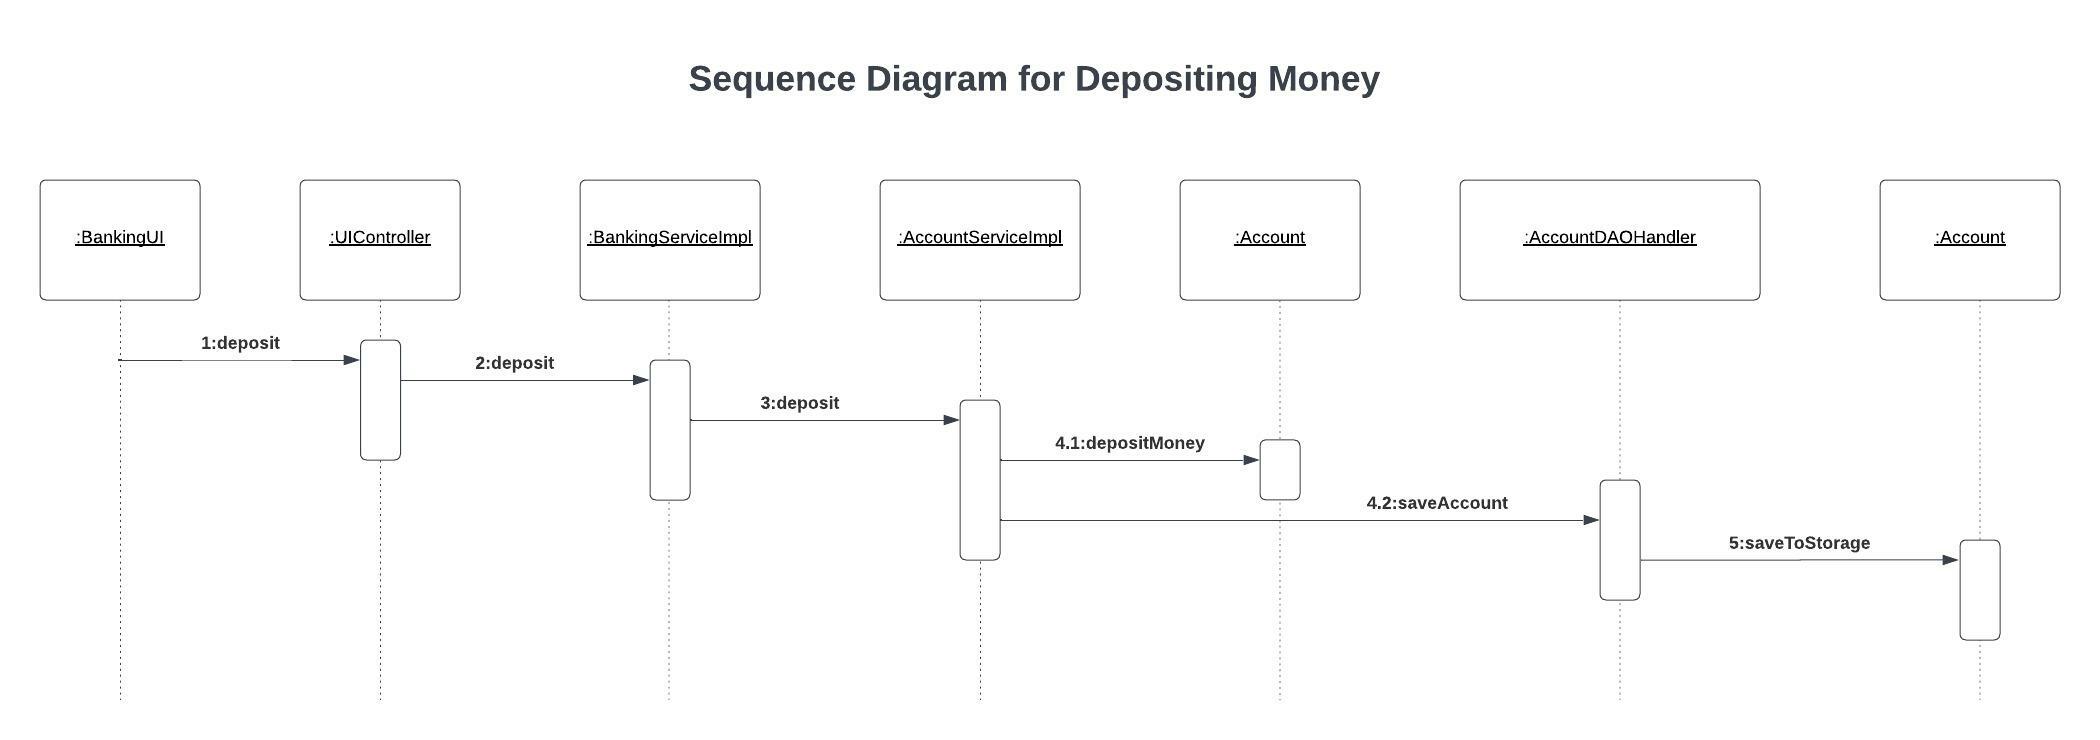 Sequence Diagram for Depositing Money
:BankingUI
:UIController
:BankingServiceImpl
:AccountServiceImpl
:Account
:AccountDAOHandler
:Account
1:deposit
2:deposit
3:deposit
4.1:depositMoney
4.2:saveAccount
5:saveToStorage